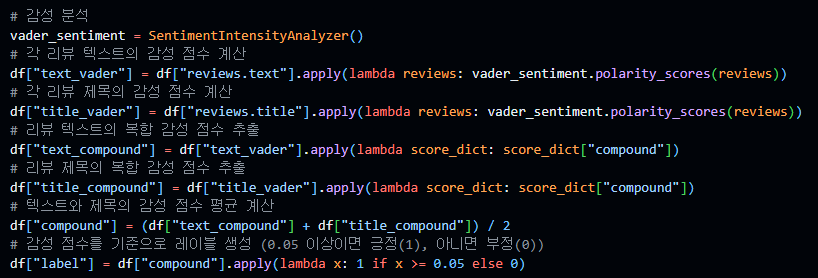 # 감성 분석
vader_sentiment = SentimentIntensityAnalyzer()
# 각 리뷰 텍스트의 감성 점수 계산
df["text_vader"] = df["reviews.text"].apply(lambda reviews: vader_sentiment.polarity_scores(reviews))
# 각 리뷰 제목의 감성 점수 계산
df["title_vader"] = df["reviews.title"].apply(lambda reviews: vader_sentiment.polarity_scores(reviews))
# 리뷰 텍스트의 복합 감성 점수 추출
df["text_compound"] = df["text_vader"].apply(lambda score_dict: score_dict["compound"])
# 리뷰 제목의 복합 감성 점수 추출
df["title_compound"] = df["title_vader"].apply(lambda score_dict: score_dict["compound"])
# 텍스트와 제목의 감성 점수 평균 계산
df["compound"] = (df["text_compound"] + df["title_compound"]) / 2
# 감성 점수를 기준으로 레이블 생성 (0.05 이상이면 긍정(1), 아니면 부정(0))
df["label"] = df["compound"].apply(lambda x: 1 if x >= 0.05 else 0)